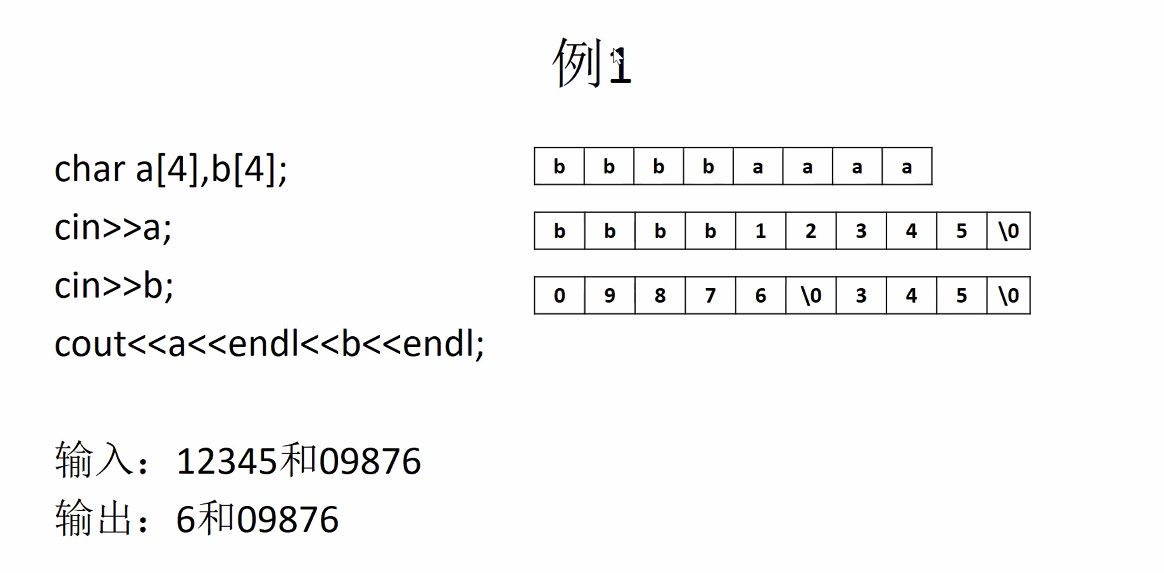 例1
char a[4],b[4];
cin>>a;
cin>>b;
cout<<a<<endl<<b<<endl;
b b b b a a a a
b b b b 1 2 3 4 5 \0
0 9 8 7 6 \0 3 4 5 \0
输入：12345和09876
输出：6和09876